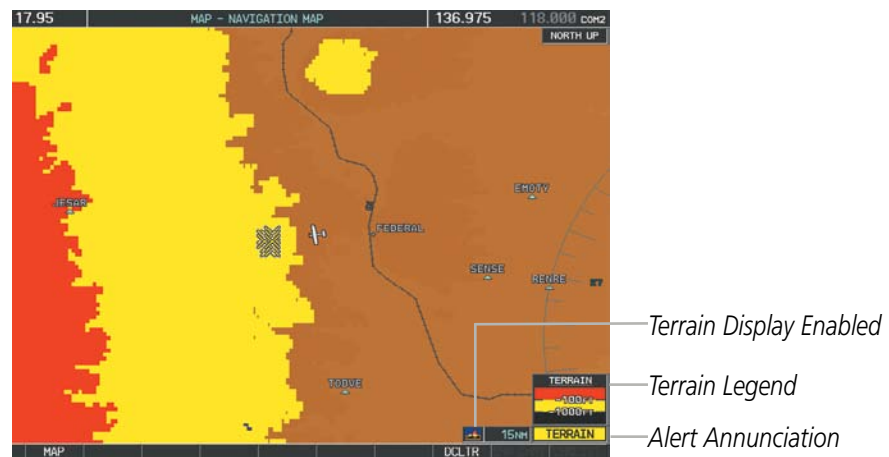 17.95
MAP - NAVIGATION MAP
136.975
118.000 COM2
NORTH UP
JESAR
EMOTY
FEDERAL
SENSE
RENRE
TODVE
Terrain Display Enabled
TERRAIN
-100FT
-1000FT
Terrain Legend
15NM
TERRAIN
Alert Annunciation
MAP
DCLTR